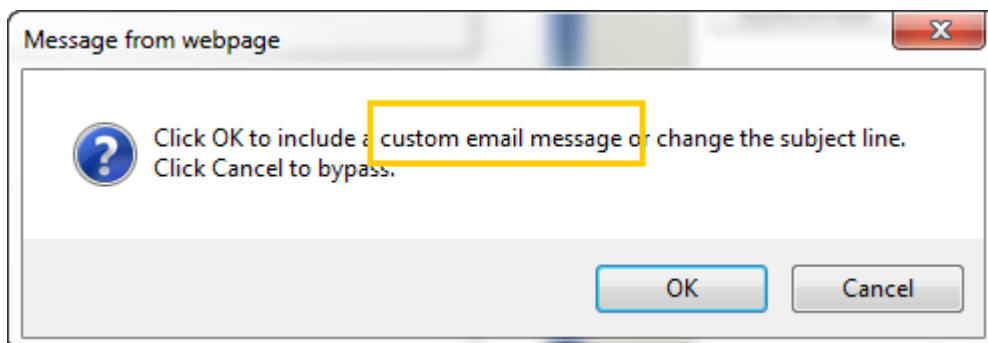 Message from webpage
Click OK to include a custom email message or change the subject line.
Click Cancel to bypass.
OK
Cancel